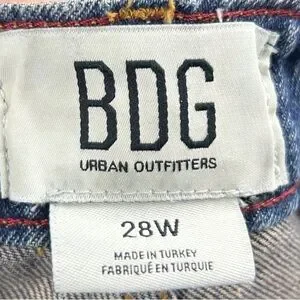 BDG
URBAN OUTFITTERS
28W
MADE IN TURKEY
FABRIQUÉ EN TURQUIE